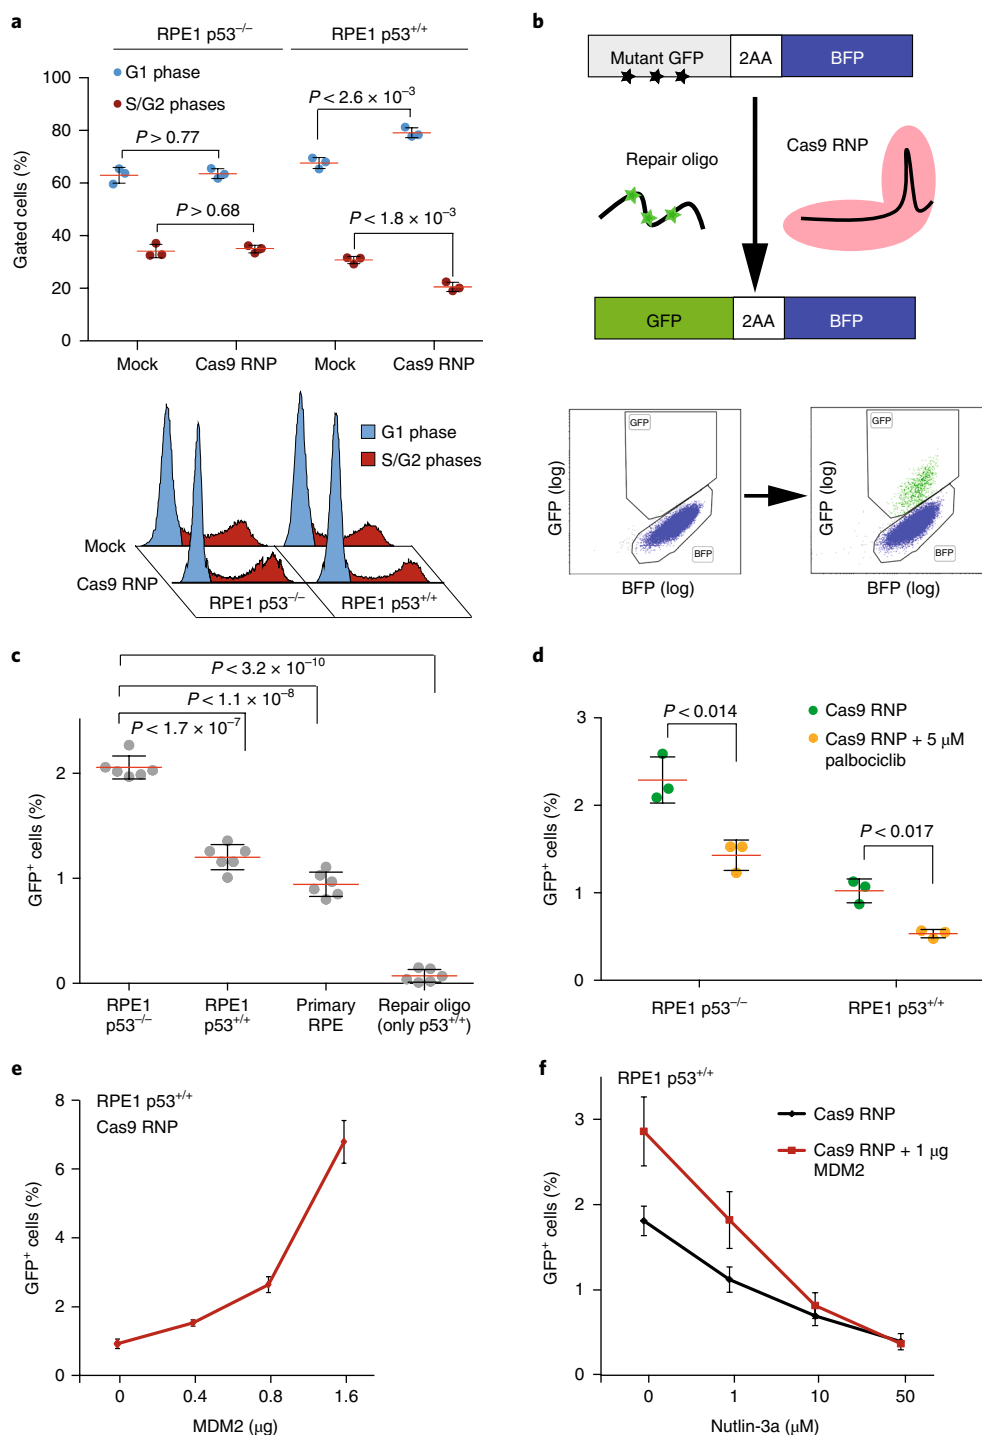 a
RPE1 p53⁻/⁻ RPE1 p53⁺/⁺
G1 phase
S/G2 phases
100
80
60
40
20
0
Gated cells (%)
P > 0.77
P > 0.68
P < 2.6 × 10⁻³
P < 1.8 × 10⁻³
Mock Cas9 RNP Mock Cas9 RNP
G1 phase
S/G2 phases
Mock
Cas9 RNP
RPE1 p53⁻/⁻ RPE1 p53⁺/⁺
b
Mutant GFP 2AA BFP
Repair oligo
Cas9 RNP
GFP 2AA BFP
GFP
BFP
GFP (log)
BFP (log)
GFP
BFP
GFP (log)
BFP (log)
c
P < 3.2 × 10⁻¹⁰
P < 1.1 × 10⁻⁸
P < 1.7 × 10⁻⁷
2
1
0
GFP⁺ cells (%)
RPE1 p53⁻/⁻
RPE1 p53⁺/⁺
Primary RPE
Repair oligo (only p53⁺/⁺)
d
P < 0.014
P < 0.017
Cas9 RNP
Cas9 RNP + 5 μM
palbociclib
3
2
1
0
GFP⁺ cells (%)
RPE1 p53⁻/⁻ RPE1 p53⁺/⁺
e
RPE1 p53⁺/⁺
Cas9 RNP
8
6
4
2
0
GFP⁺ cells (%)
0 0.4 0.8 1.6
MDM2 (μg)
f
RPE1 p53⁺/⁺
Cas9 RNP
Cas9 RNP + 1 μg
MDM2
3
2
1
0
GFP⁺ cells (%)
0 1 10 50
Nutlin-3a (μM)